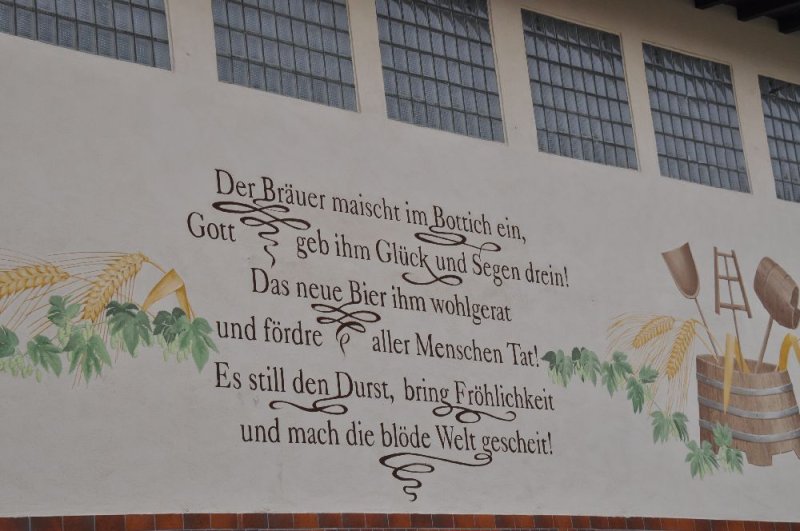 Der Bräuer maischt im Bottich ein,
Gott geb ihm Glück und Segen drein!
Das neue Bier ihm wohlgerat
und fördre aller Menschen Tat!
Es still den Durst, bring Fröhlichkeit
und mach die blöde Welt gescheit!